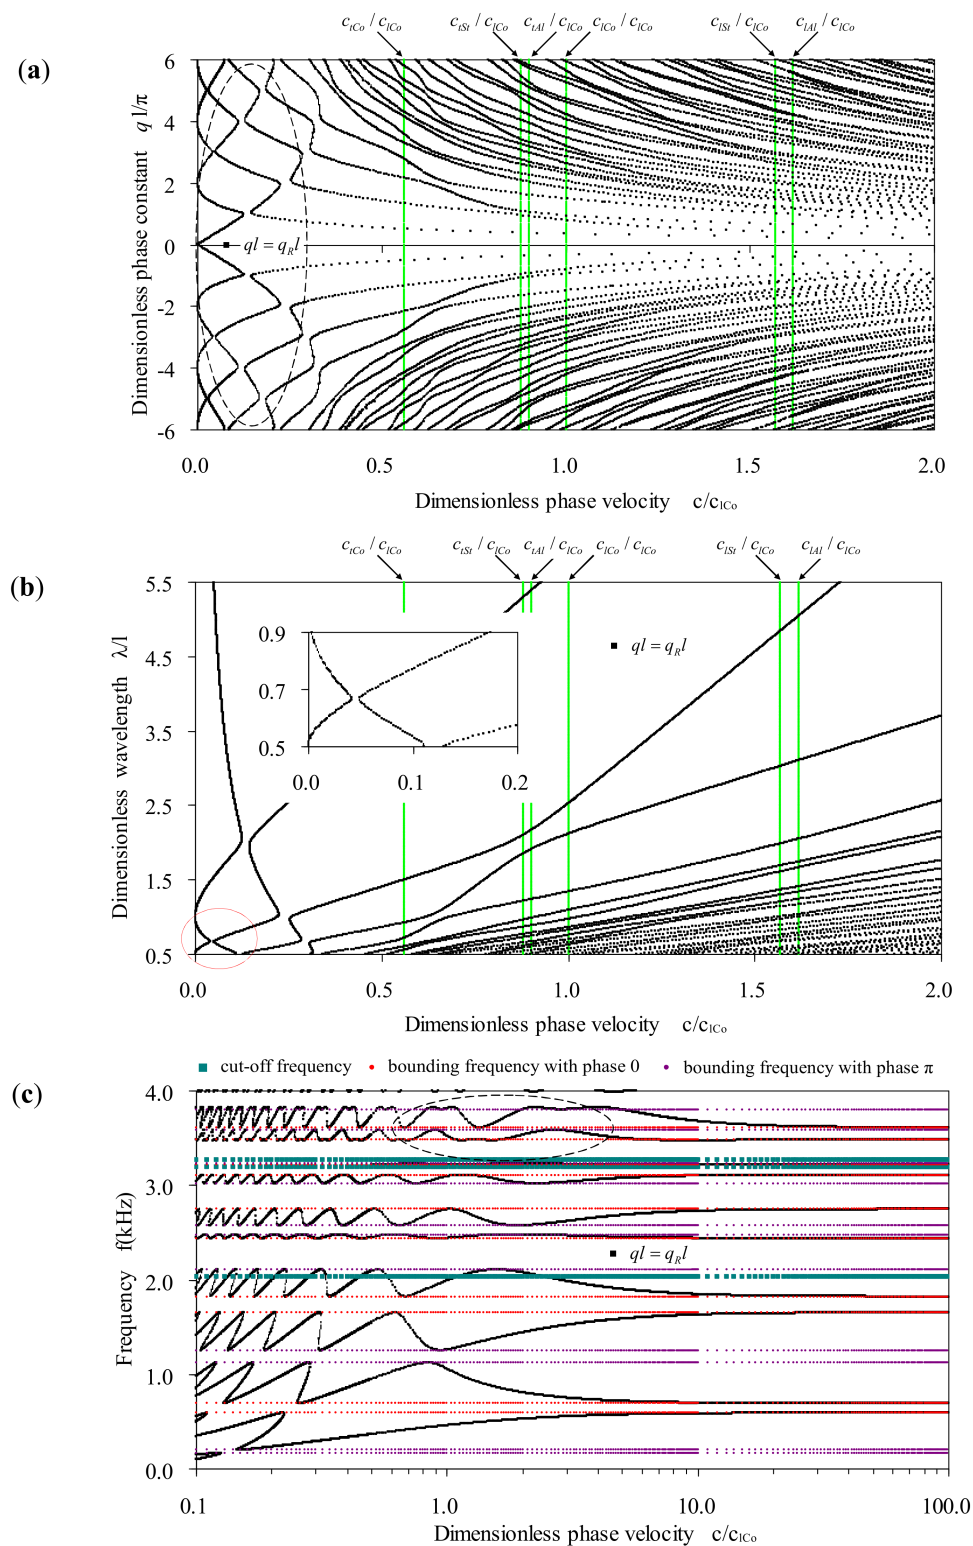 c_tCo / c_lCo c_tSt / c_lCo c_tAl / c_lCo c_lCo / c_lCo c_lSt / c_lCo c_lAl / c_lCo
(a)
Dimensionless phase constant q l/π
6
4
2
0
-2
-4
-6
ql = q_R l
0.0 0.5 1.0 1.5 2.0
Dimensionless phase velocity c/c_lCo
c_tCo / c_lCo c_tSt / c_lCo c_tAl / c_lCo c_lCo / c_lCo c_lSt / c_lCo c_lAl / c_lCo
(b)
Dimensionless wavelength λ/l
5.5
4.5
3.5
2.5
1.5
0.5
0.9
0.7
0.5
0.0 0.1 0.2
ql = q_R l
0.0 0.5 1.0 1.5 2.0
Dimensionless phase velocity c/c_lCo
cut-off frequency bounding frequency with phase 0 bounding frequency with phase π
(c)
Frequency f(kHz)
4.0
3.0
2.0
1.0
0.0
ql = q_R l
0.1 1.0 10.0 100.0
Dimensionless phase velocity c/c_lCo